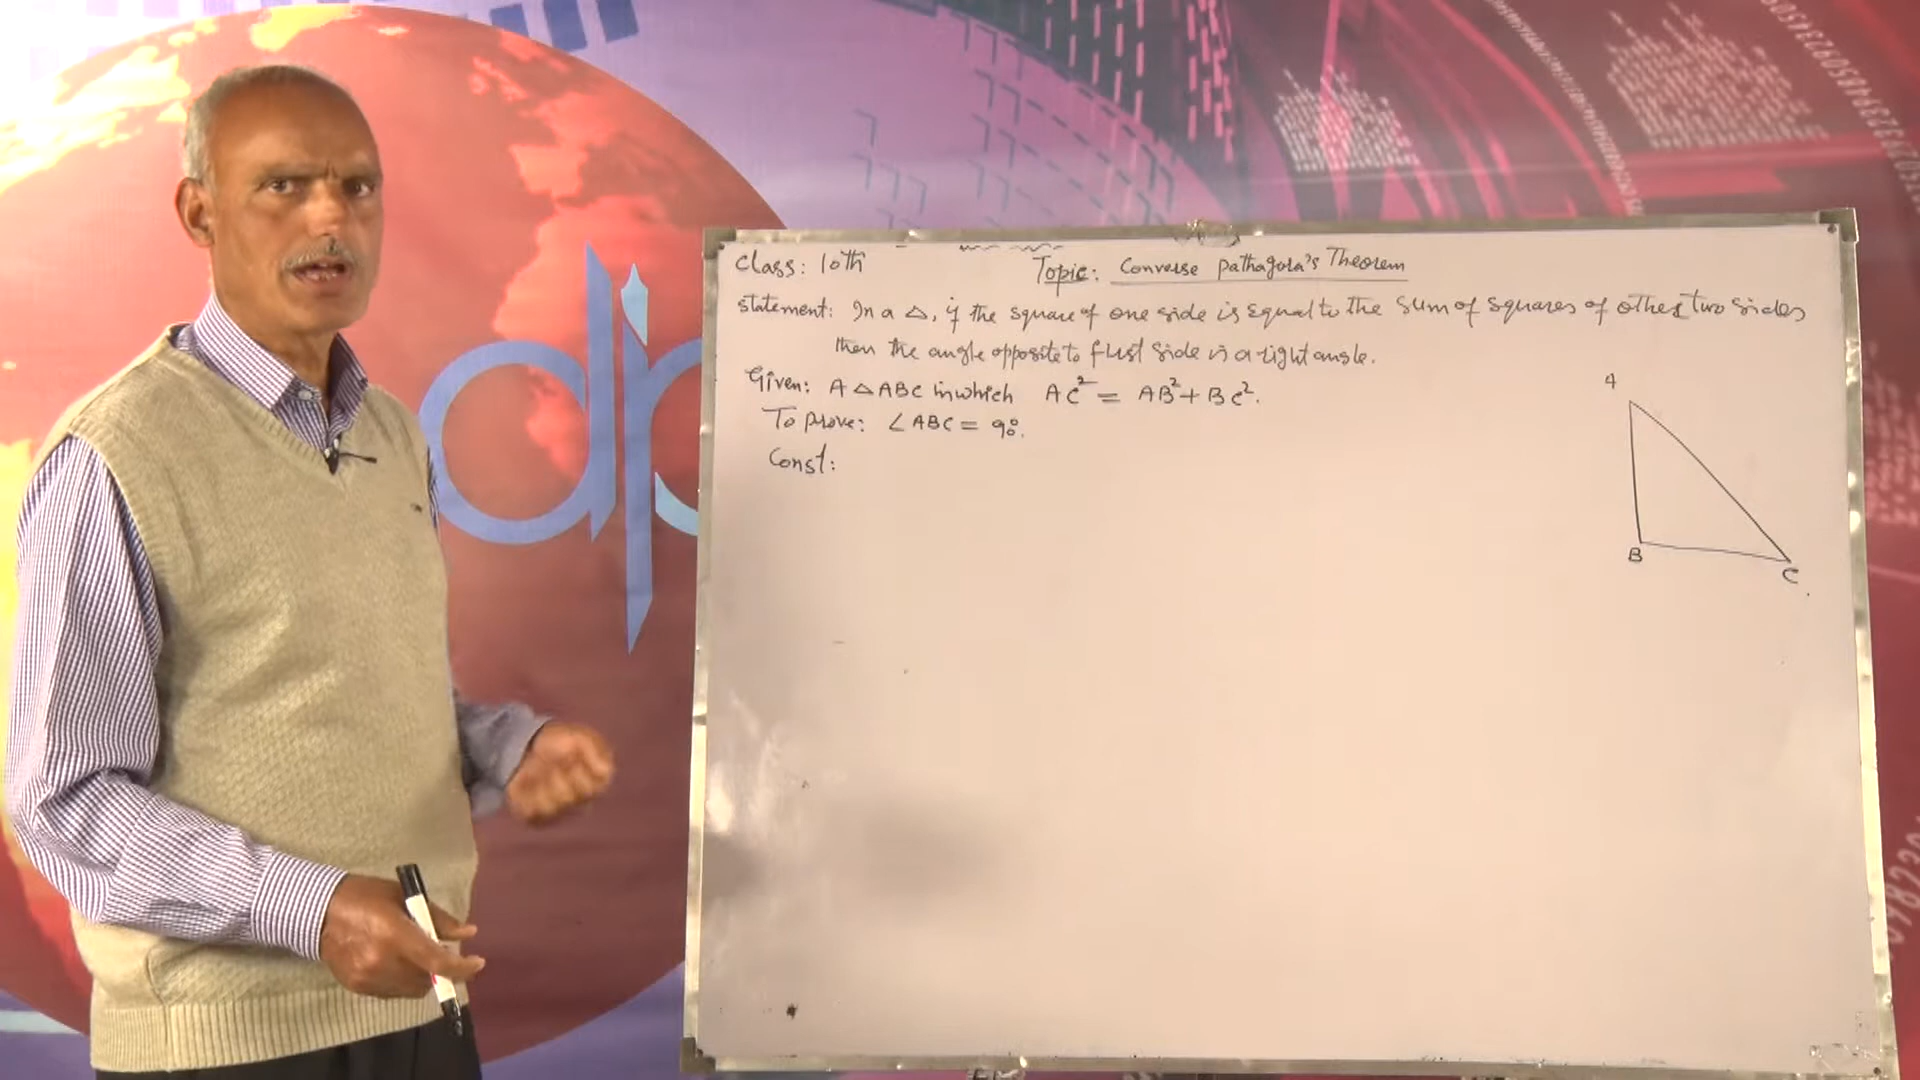 Class: 10th
Topic: Converse Pathagora's Theorem
Statement: In a △, if the square of one side is equal to the sum of squares of other two sides
then the angle opposite to first side is a right angle.
Given: A △ABC in which AC² = AB² + BC².
To prove: ∠ABC = 90°.
Const:
A
B
C
dp